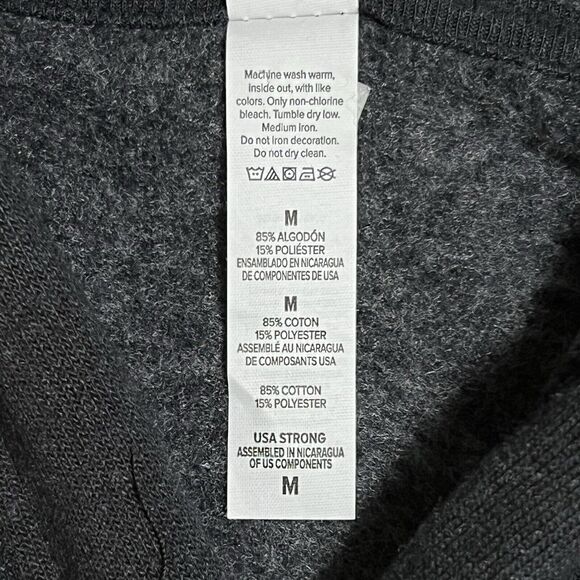 Machine wash warm,
inside out, with like
colors. Only non-chlorine
bleach. Tumble dry low.
Medium iron.
Do not iron decoration.
Do not dry clean.
M
85% ALGODÓN
15% POLIÉSTER
ENSAMBLADO EN NICARAGUA
DE COMPONENTES DE USA
M
85% COTON
15% POLYESTER
ASSEMBLÉ AU NICARAGUA
DE COMPOSANTS USA
85% COTTON
15% POLYESTER
USA STRONG
ASSEMBLED IN NICARAGUA
OF US COMPONENTS
M